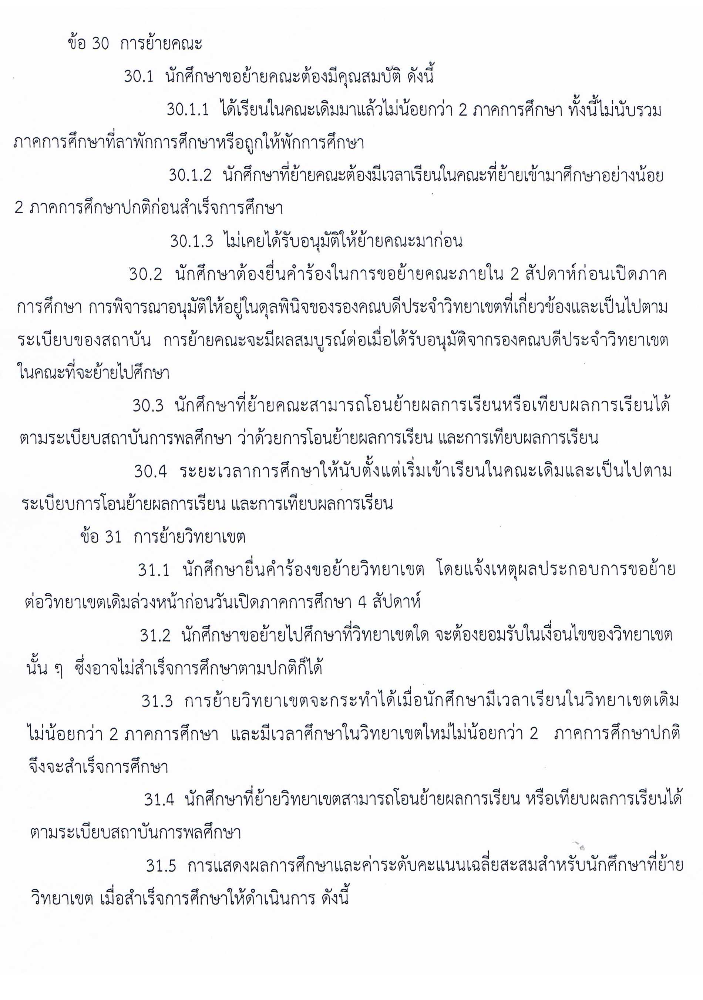 ข้อ 30 การย้ายคณะ
30.1 นักศึกษาขอย้ายคณะต้องมีคุณสมบัติ ดังนี้
30.1.1 ได้เรียนในคณะเดิมมาแล้วไม่น้อยกว่า 2 ภาคการศึกษา ทั้งนี้ไม่นับรวม
ภาคการศึกษาที่ลาพักการศึกษาหรือถูกให้พักการศึกษา
30.1.2 นักศึกษาที่ย้ายคณะต้องมีเวลาเรียนในคณะที่ย้ายเข้ามาศึกษาอย่างน้อย
2 ภาคการศึกษาปกติก่อนสำเร็จการศึกษา
30.1.3 ไม่เคยได้รับอนุมัติให้ย้ายคณะมาก่อน
30.2 นักศึกษาต้องยื่นคำร้องในการขอย้ายคณะภายใน 2 สัปดาห์ก่อนเปิดภาค
การศึกษา การพิจารณาอนุมัติให้อยู่ในดุลพินิจของรองคณบดีประจำวิทยาเขตที่เกี่ยวข้องและเป็นไปตาม
ระเบียบของสถาบัน การย้ายคณะจะมีผลสมบูรณ์ต่อเมื่อได้รับอนุมัติจากรองคณบดีประจำวิทยาเขต
ในคณะที่จะย้ายไปศึกษา
30.3 นักศึกษาที่ย้ายคณะสามารถโอนย้ายผลการเรียนหรือเทียบผลการเรียนได้
ตามระเบียบสถาบันการพลศึกษา ว่าด้วยการโอนย้ายผลการเรียน และการเทียบผลการเรียน
30.4 ระยะเวลาการศึกษาให้นับตั้งแต่เริ่มเข้าเรียนในคณะเดิมและเป็นไปตาม
ระเบียบการโอนย้ายผลการเรียน และการเทียบผลการเรียน
ข้อ 31 การย้ายวิทยาเขต
31.1 นักศึกษายื่นคำร้องขอย้ายวิทยาเขต โดยแจ้งเหตุผลประกอบการขอย้าย
ต่อวิทยาเขตเดิมล่วงหน้าก่อนวันเปิดภาคการศึกษา 4 สัปดาห์
31.2 นักศึกษาขอย้ายไปศึกษาที่วิทยาเขตใด จะต้องยอมรับในเงื่อนไขของวิทยาเขต
นั้น ๆ ซึ่งอาจไม่สำเร็จการศึกษาตามปกติก็ได้
31.3 การย้ายวิทยาเขตจะกระทำได้เมื่อนักศึกษามีเวลาเรียนในวิทยาเขตเดิม
ไม่น้อยกว่า 2 ภาคการศึกษา และมีเวลาศึกษาในวิทยาเขตใหม่ไม่น้อยกว่า 2 ภาคการศึกษาปกติ
จึงจะสำเร็จการศึกษา
31.4 นักศึกษาที่ย้ายวิทยาเขตสามารถโอนย้ายผลการเรียน หรือเทียบผลการเรียนได้
ตามระเบียบสถาบันการพลศึกษา
31.5 การแสดงผลการศึกษาและค่าระดับคะแนนเฉลี่ยสะสมสำหรับนักศึกษาที่ย้าย
วิทยาเขต เมื่อสำเร็จการศึกษาให้ดำเนินการ ดังนี้